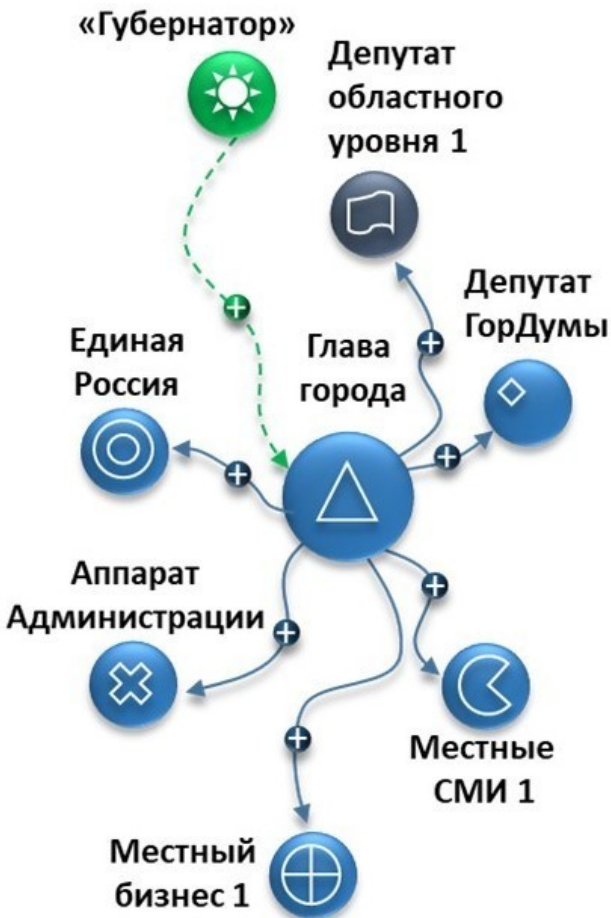 «Губернатор»
Депутат
областного
уровня 1
Депутат
ГорДумы
Единая
Россия
Глава
города
Аппарат
Администрации
Местные
СМИ 1
Местный
бизнес 1